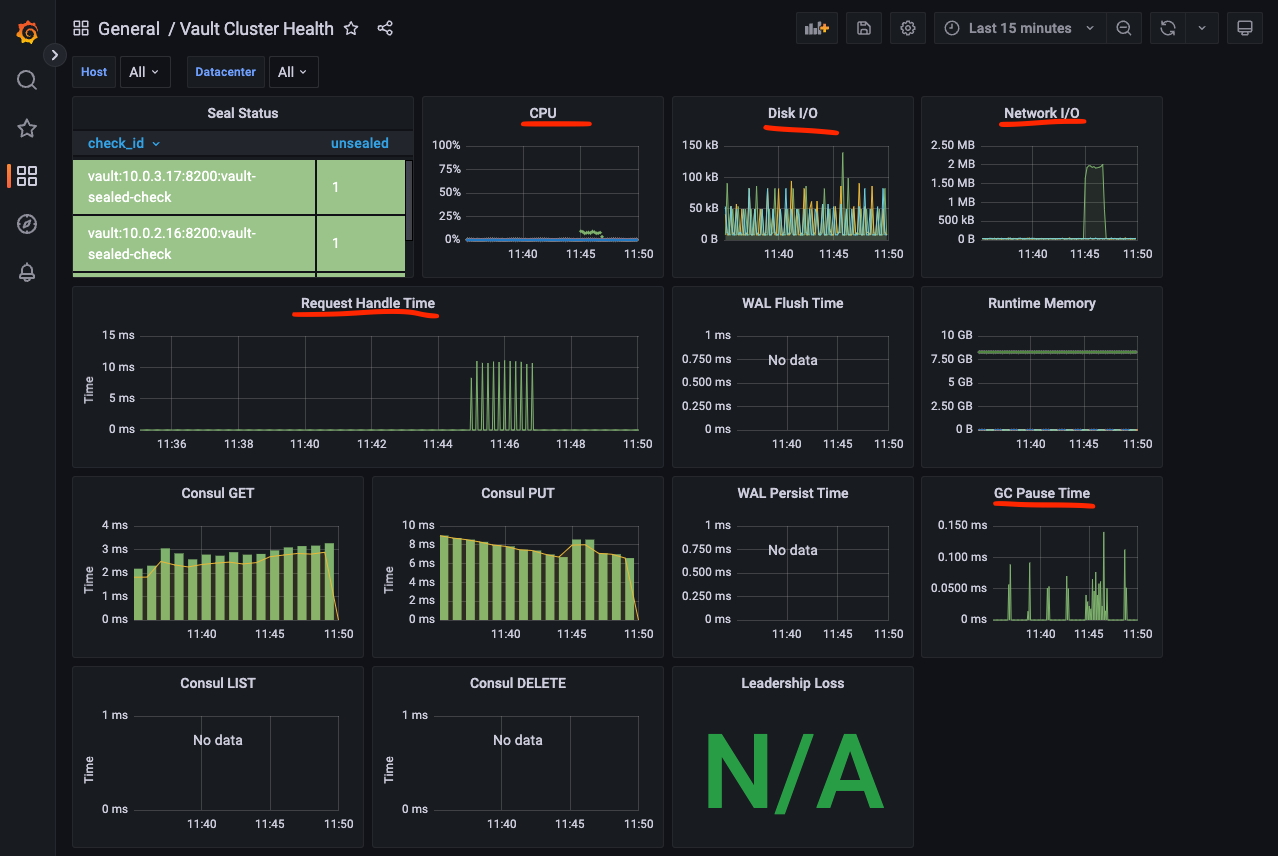 General / Vault Cluster Health
Last 15 minutes
Host All Datacenter All
Seal Status
check_id unsealed
vault:10.0.3.17:8200:vault-
sealed-check
1
vault:10.0.2.16:8200:vault-
sealed-check
1
CPU
100%
75%
50%
25%
0%
11:40 11:45 11:50
Disk I/O
150 kB
100 kB
50 kB
0 B
11:40 11:45 11:50
Network I/O
2.50 MB
2 MB
1.50 MB
1 MB
500 kB
0 B
11:40 11:45 11:50
Request Handle Time
Time
15 ms
10 ms
5 ms
0 ms
11:36 11:38 11:40 11:42 11:44 11:46 11:48 11:50
WAL Flush Time
1 ms
0.750 ms
0.500 ms
0.250 ms
0 ms
No data
11:40 11:45 11:50
Runtime Memory
10 GB
7.50 GB
5 GB
2.50 GB
0 B
11:40 11:45 11:50
Consul GET
Time
4 ms
3 ms
2 ms
1 ms
0 ms
11:40 11:45 11:50
Consul PUT
Time
10 ms
8 ms
6 ms
4 ms
2 ms
0 ms
11:40 11:45 11:50
WAL Persist Time
1 ms
0.750 ms
0.500 ms
0.250 ms
0 ms
No data
11:40 11:45 11:50
GC Pause Time
0.150 ms
0.100 ms
0.0500 ms
0 ms
11:40 11:45 11:50
Consul LIST
Time
1 ms
0 ms
No data
11:40 11:45 11:50
Consul DELETE
Time
1 ms
0 ms
No data
11:40 11:45 11:50
Leadership Loss
N/A